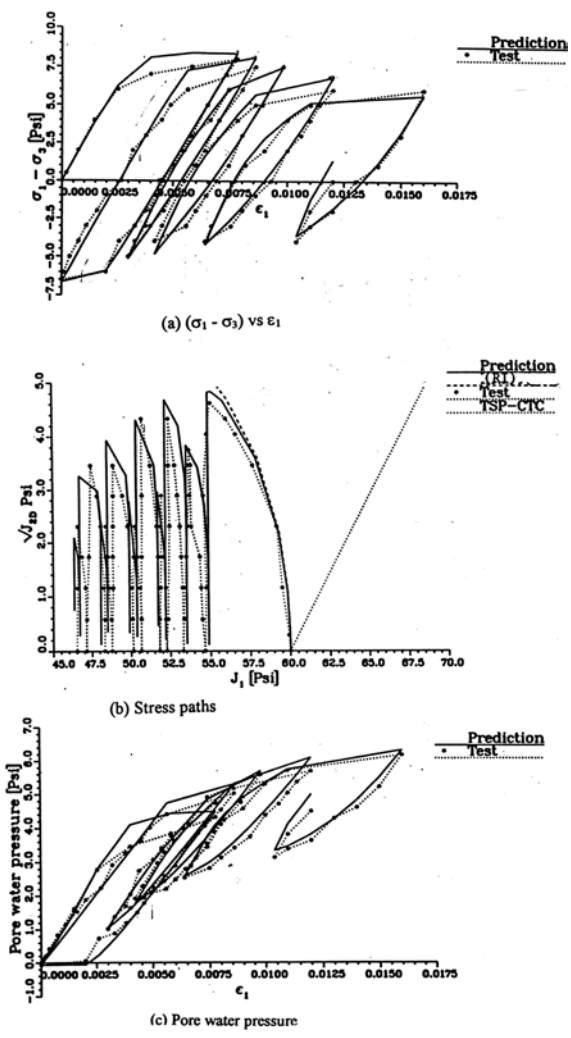 10.0
7.5
5.0
2.5
0.0
-2.5
-5.0
-7.5
σ₁ - σ₃ [Psi]
0.0000 0.0025 0.0050 0.0075 0.0100 0.0125 0.0150 0.0175
ε₁
Prediction
Test
(a) (σ₁ - σ₃) vs ε₁
5.0
4.0
3.0
2.0
1.0
0.0
√J₂D Psi
45.0 47.5 50.0 52.5 55.0 57.5 60.0 62.5 65.0 67.5 70.0
J₁ [Psi]
Prediction
(RI)
Test
TSP-CTC
(b) Stress paths
7.0
6.0
5.0
4.0
3.0
2.0
1.0
0.0
-1.0
Pore water pressure [Psi]
0.0000 0.0025 0.0050 0.0075 0.0100 0.0125 0.0150 0.0175
ε₁
Prediction
Test
(c) Pore water pressure